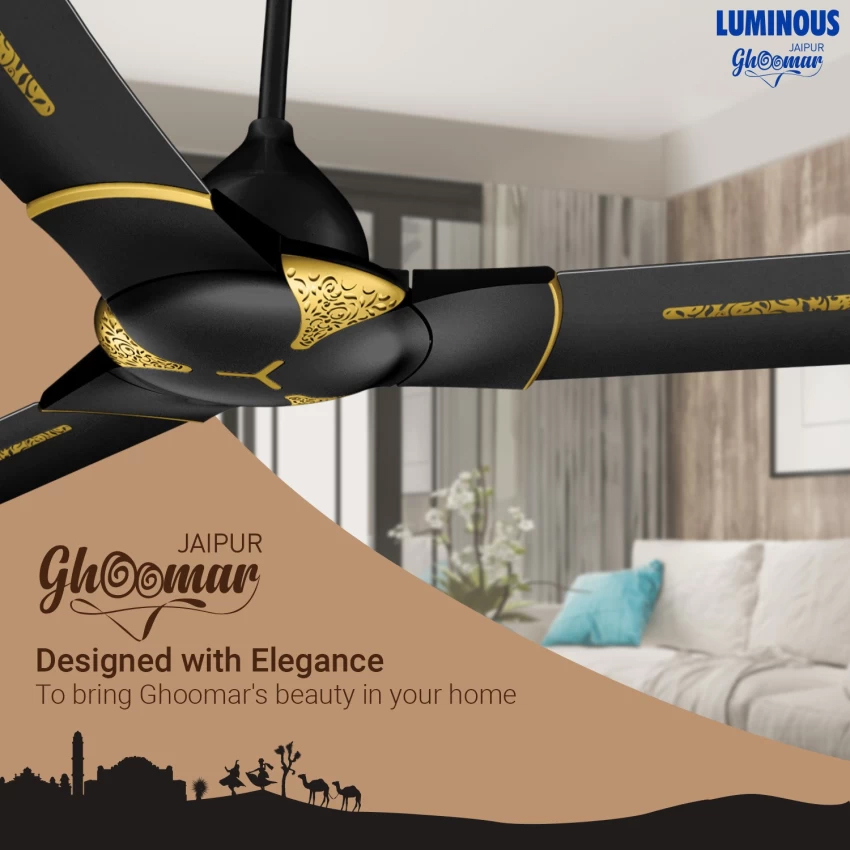 LUMINOUS
JAIPUR
Ghoomar
JAIPUR
Ghoomar
Designed with Elegance
To bring Ghoomar's beauty in your home